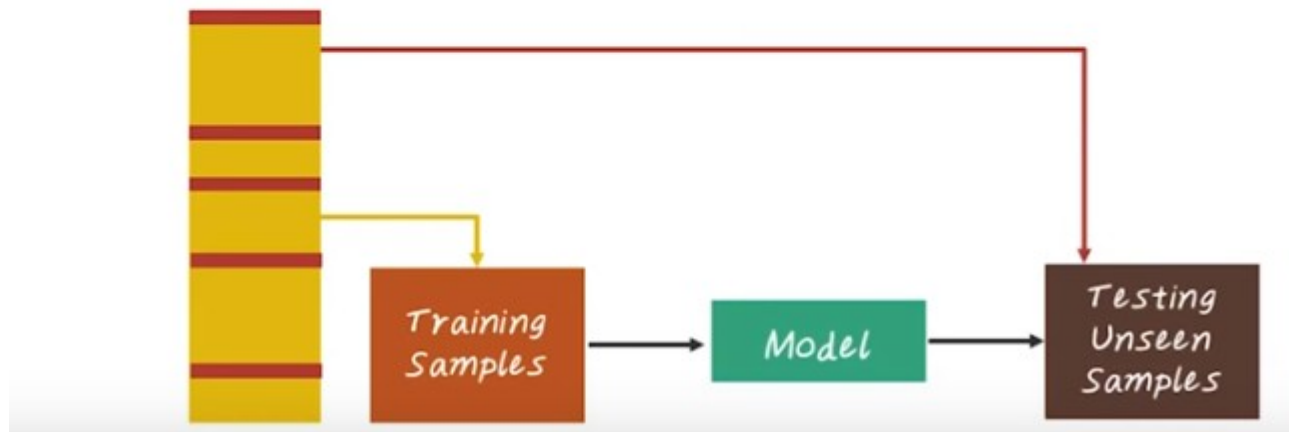 Training
Samples
Model
Testing
Unseen
Samples